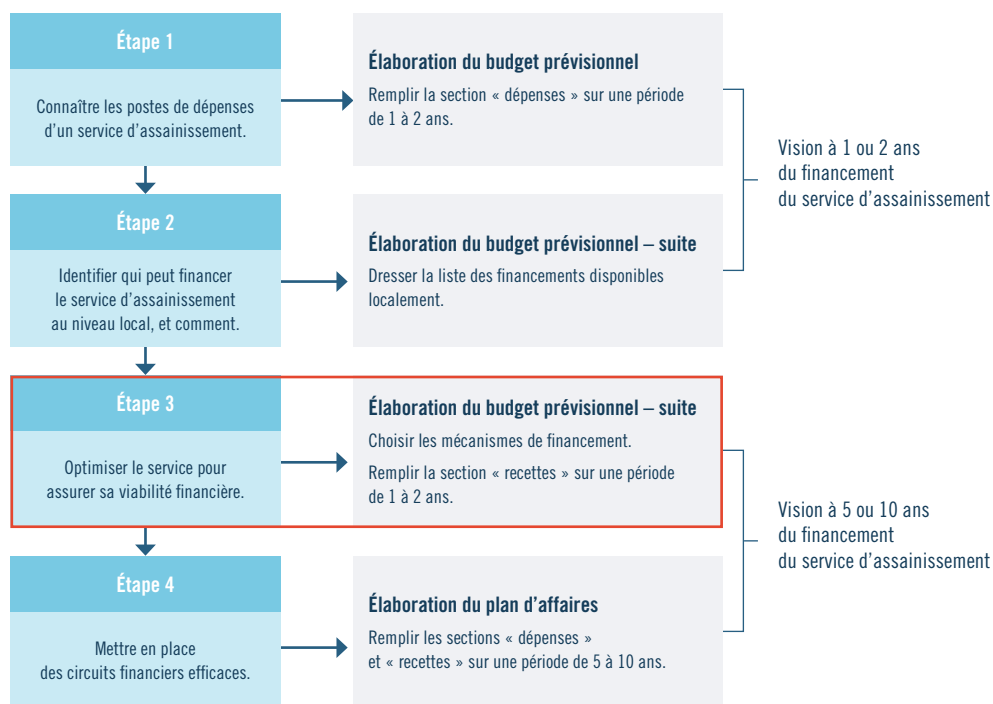 Étape 1
Connaître les postes de dépenses
d’un service d’assainissement.
Élaboration du budget prévisionnel
Remplir la section « dépenses » sur une période
de 1 à 2 ans.
Étape 2
Identifier qui peut financer
le service d’assainissement
au niveau local, et comment.
Élaboration du budget prévisionnel – suite
Dresser la liste des financements disponibles
localement.
Vision à 1 ou 2 ans
du financement
du service d’assainissement
Étape 3
Optimiser le service pour
assurer sa viabilité financière.
Élaboration du budget prévisionnel – suite
Choisir les mécanismes de financement.
Remplir la section « recettes » sur une période
de 1 à 2 ans.
Étape 4
Mettre en place
des circuits financiers efficaces.
Élaboration du plan d’affaires
Remplir les sections « dépenses »
et « recettes » sur une période de 5 à 10 ans.
Vision à 5 ou 10 ans
du financement
du service d’assainissement